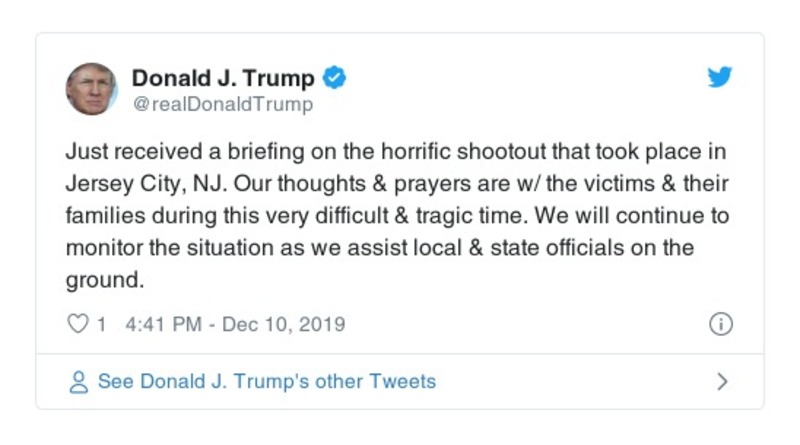 Donald J. Trump
@realDonaldTrump
Just received a briefing on the horrific shootout that took place in
Jersey City, NJ. Our thoughts & prayers are w/ the victims & their
families during this very difficult & tragic time. We will continue to
monitor the situation as we assist local & state officials on the
ground.
1 4:41 PM - Dec 10, 2019
See Donald J. Trump's other Tweets